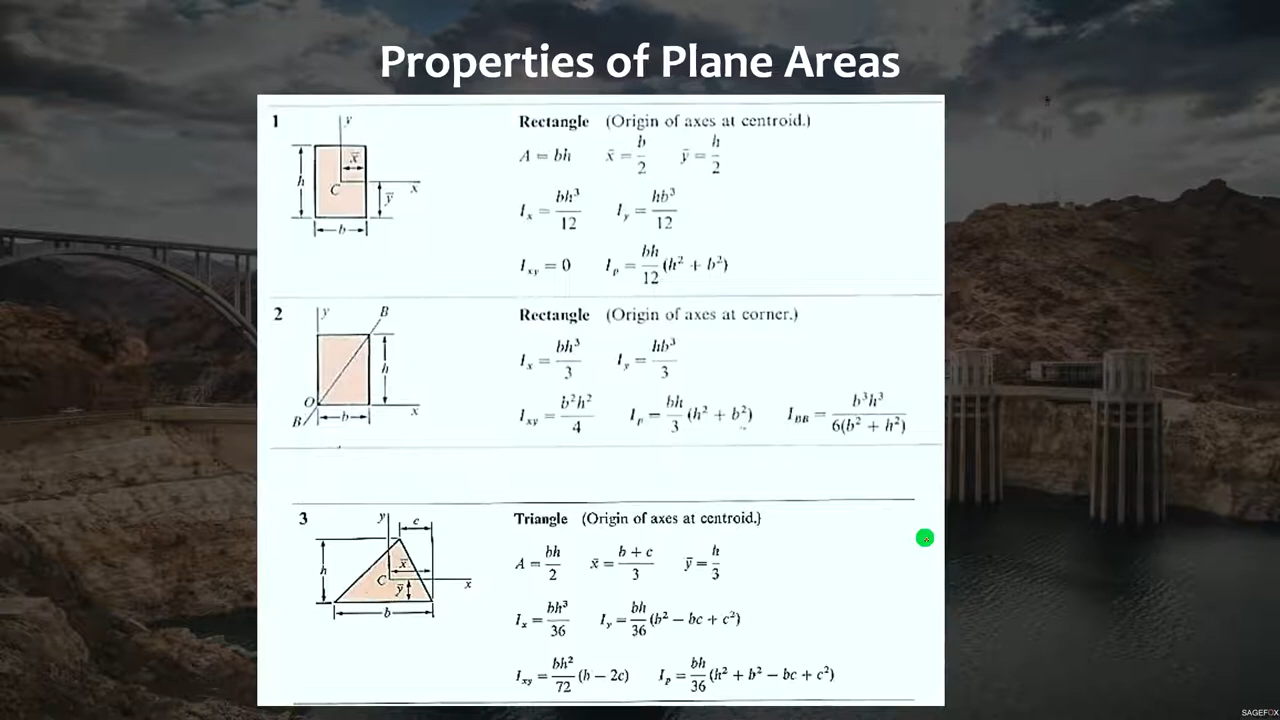 Properties of Plane Areas
1
y
x̄
h
C
x
ȳ
b
Rectangle (Origin of axes at centroid.)
A = bh x̄ = b/2 ȳ = h/2
I_x = bh³/12 I_y = hb³/12
I_xy = 0 I_p = bh/12 (h² + b²)
2
y
B
h
O
x
B
b
Rectangle (Origin of axes at corner.)
I_x = bh³/3 I_y = hb³/3
I_xy = b²h²/4 I_p = bh/3 (h² + b²) I_BB = b³h³/6(b² + h²)
3
y
c
h
x̄
C
ȳ
x
b
Triangle (Origin of axes at centroid.)
A = bh/2 x̄ = b + c/3 ȳ = h/3
I_x = bh³/36 I_y = bh/36 (b² − bc + c²)
I_xy = bh²/72 (b − 2c) I_p = bh/36 (h² + b² − bc + c²)
SAGEFOX